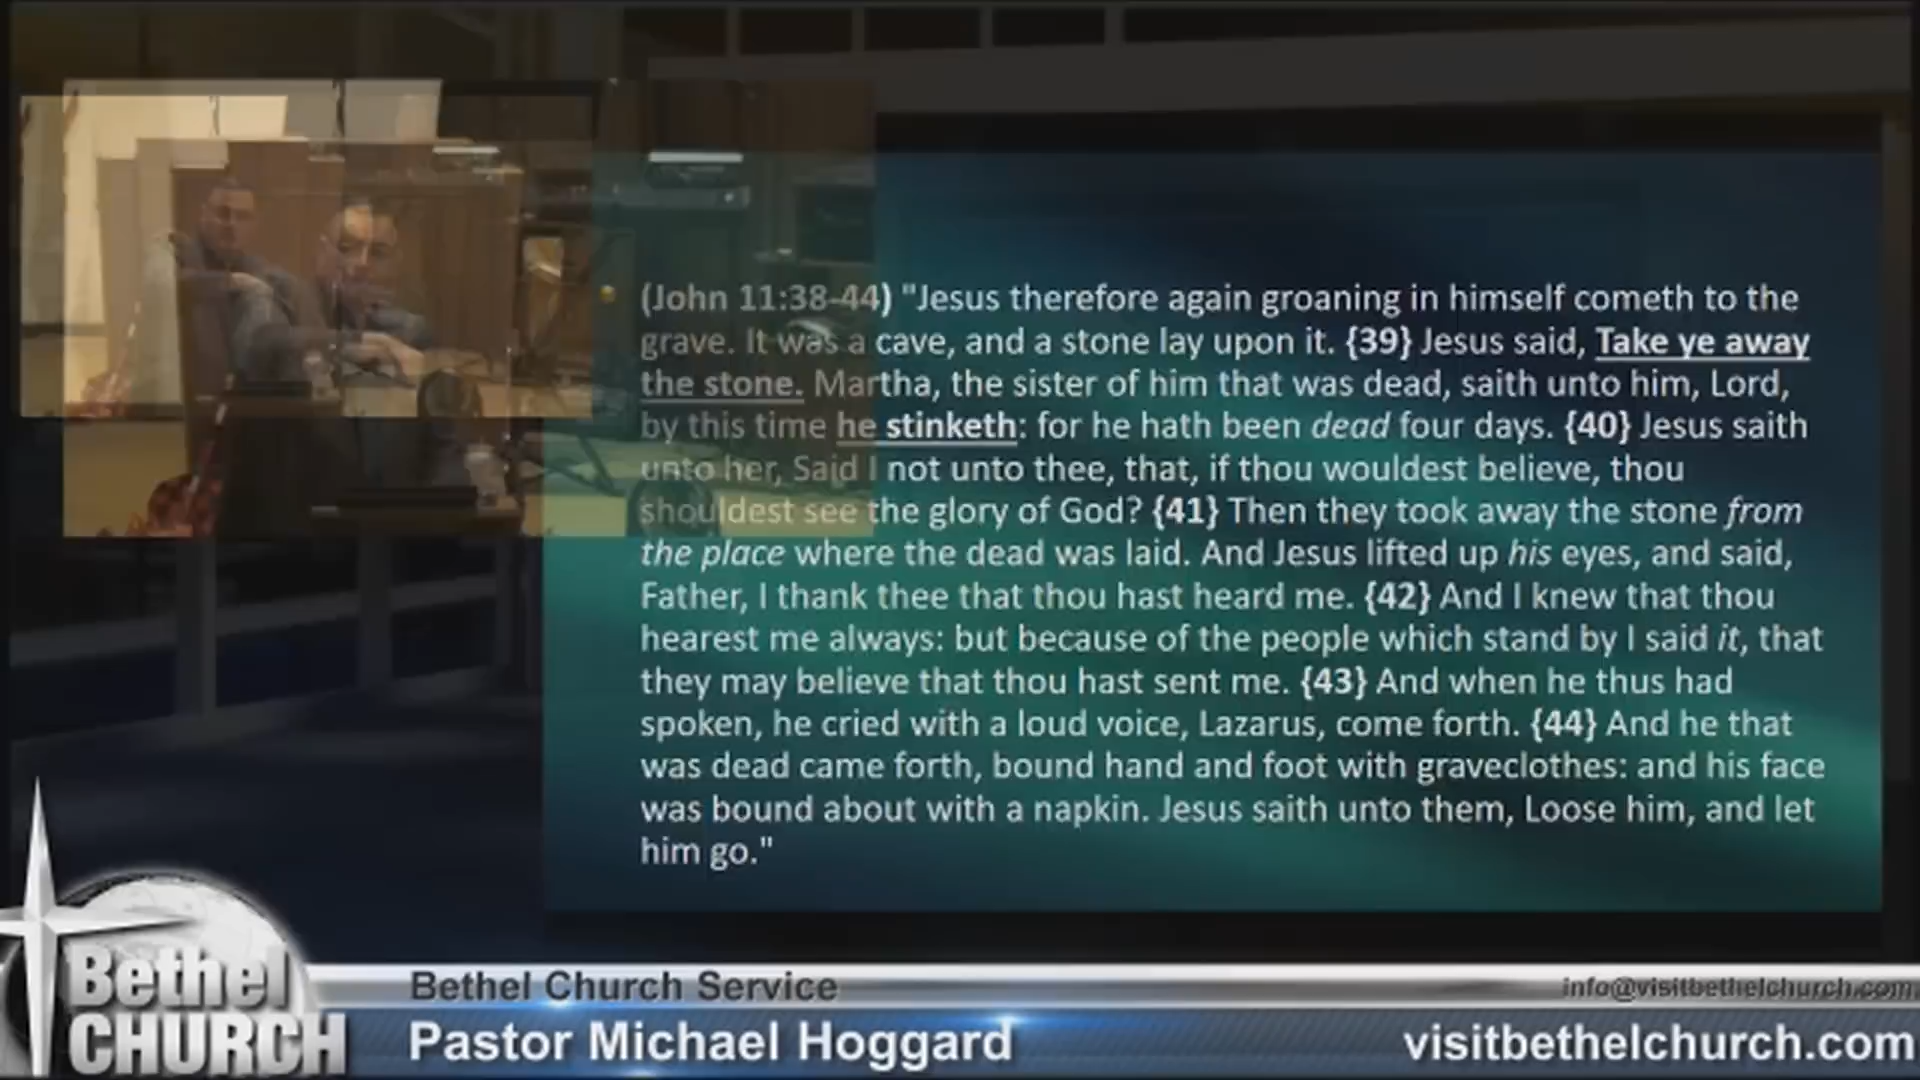 (John 11:38-44) "Jesus therefore again groaning in himself cometh to the
grave. It was a cave, and a stone lay upon it. {39} Jesus said, Take ye away
the stone. Martha, the sister of him that was dead, saith unto him, Lord,
by this time he stinketh: for he hath been dead four days. {40} Jesus saith
unto her, Said I not unto thee, that, if thou wouldest believe, thou
shouldest see the glory of God? {41} Then they took away the stone from
the place where the dead was laid. And Jesus lifted up his eyes, and said,
Father, I thank thee that thou hast heard me. {42} And I knew that thou
hearest me always: but because of the people which stand by I said it, that
they may believe that thou hast sent me. {43} And when he thus had
spoken, he cried with a loud voice, Lazarus, come forth. {44} And he that
was dead came forth, bound hand and foot with graveclothes: and his face
was bound about with a napkin. Jesus saith unto them, Loose him, and let
him go."
Bethel
CHURCH
Bethel Church Service
info@visitbethelchurch.com
Pastor Michael Hoggard
visitbethelchurch.com